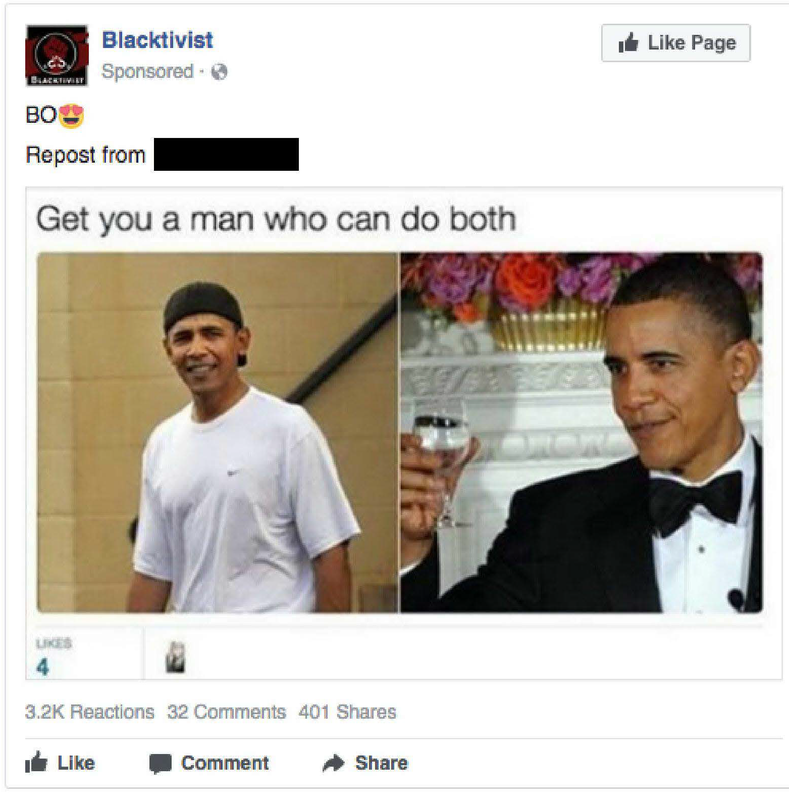 Blacktivist
Sponsored ·
Like Page
BLACKTIVIST
BO😍
Repost from
Get you a man who can do both
LIKES
4
3.2K Reactions 32 Comments 401 Shares
Like Comment Share